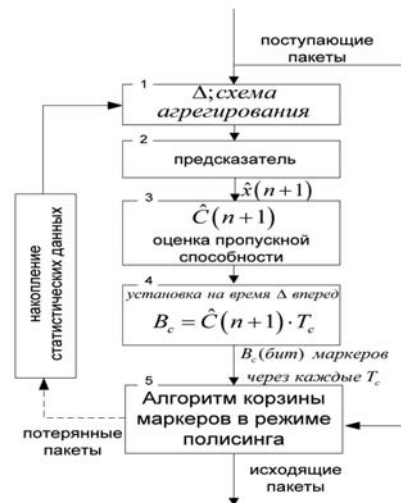 поступающие
пакеты
1
Δ; схема
агрегирования
2
предсказатель
x̂(n+1)
3
Ĉ(n+1)
оценка пропускной
способности
4
установка на время Δ вперед
B_c = Ĉ(n+1)·T_c
B_c(бит) маркеров
через каждые T_c
5
Алгоритм корзины
маркеров в режиме
полисинга
накопление
статистических данных
потерянные
пакеты
исходящие
пакеты